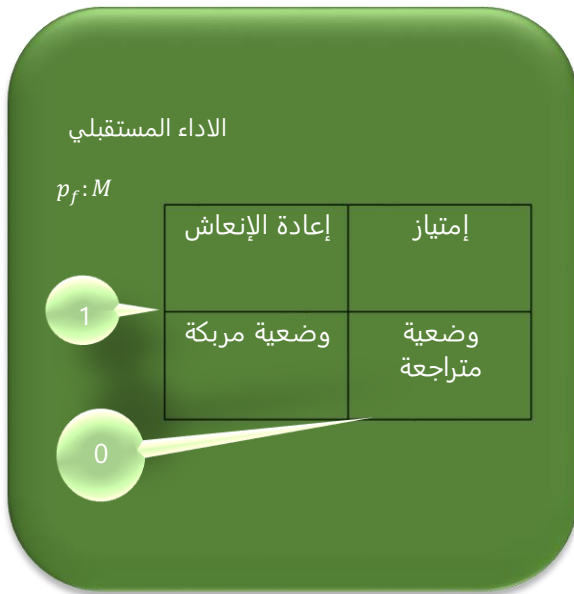 الاداء المستقبلي
p_f:M
إمتياز
إعادة الإنعاش
1
وضعية
متراجعة
وضعية مربكة
0